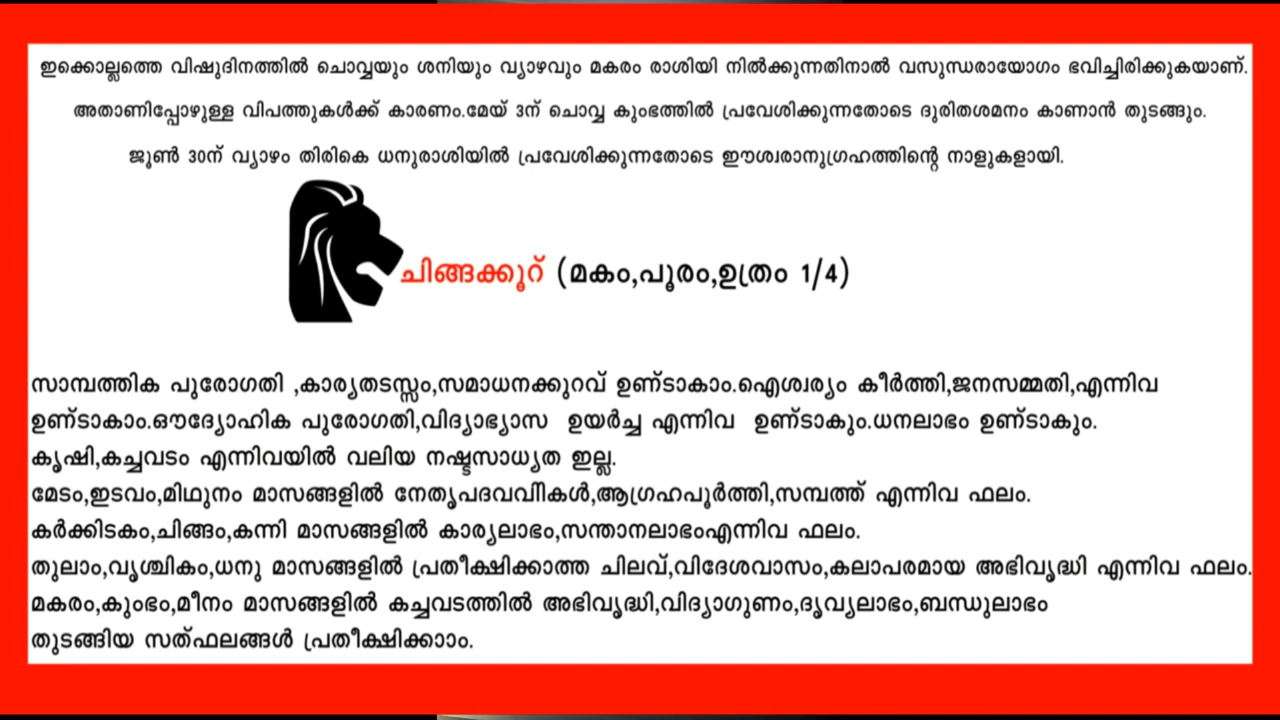 ഇക്കൊല്ലത്തെ വിഷുദിനത്തിൽ ചൊവ്വയും ശനിയും വ്യാഴവും മകരം രാശിയി നിൽക്കുന്നതിനാൽ വസുന്ധരായോഗം ഭവിച്ചിരിക്കുകയാണ്.
അതാണിപ്പോഴുള്ള വിപത്തുകൾക്ക് കാരണം.മേയ് 3ന് ചൊവ്വ കുംഭത്തിൽ പ്രവേശിക്കുന്നതോടെ ദുരിതശമനം കാണാൻ തുടങ്ങും.
ജൂൺ 30ന് വ്യാഴം തിരികെ ധനുരാശിയിൽ പ്രവേശിക്കുന്നതോടെ ഈശ്വരാനുഗ്രഹത്തിന്റെ നാളുകളായി.
ചിങ്ങക്കൂറ് (മകം,പൂരം,ഉത്രം 1/4)
സാമ്പത്തിക പുരോഗതി ,കാര്യതടസ്സം,സമാധനക്കുറവ് ഉണ്ടാകാം.ഐശ്വര്യം കീർത്തി,ജനസമ്മതി,എന്നിവ
ഉണ്ടാകാം.ഔദ്യോഹിക പുരോഗതി,വിദ്യാഭ്യാസ ഉയർച്ച എന്നിവ ഉണ്ടാകും.ധനലാഭം ഉണ്ടാകും.
കൃഷി,കച്ചവടം എന്നിവയിൽ വലിയ നഷ്ടസാധ്യത ഇല്ല.
മേടം,ഇടവം,മിഥുനം മാസങ്ങളിൽ നേതൃപദവവികൾ,ആഗ്രഹപൂർത്തി,സമ്പത്ത് എന്നിവ ഫലം.
കർക്കിടകം,ചിങ്ങം,കന്നി മാസങ്ങളിൽ കാര്യലാഭം,സന്താനലാഭംഎന്നിവ ഫലം.
തുലാം,വൃശ്ചികം,ധനു മാസങ്ങളിൽ പ്രതീക്ഷിക്കാത്ത ചിലവ്,വിദേശവാസം,കലാപരമായ അഭിവൃദ്ധി എന്നിവ ഫലം.
മകരം,കുംഭം,മീനം മാസങ്ങളിൽ കച്ചവടത്തിൽ അഭിവൃദ്ധി,വിദ്യാഗുണം,ദൃവ്യലാഭം,ബന്ധുലാഭം
തുടങ്ങിയ സത്ഫലങ്ങൾ പ്രതീക്ഷിക്കാാം.